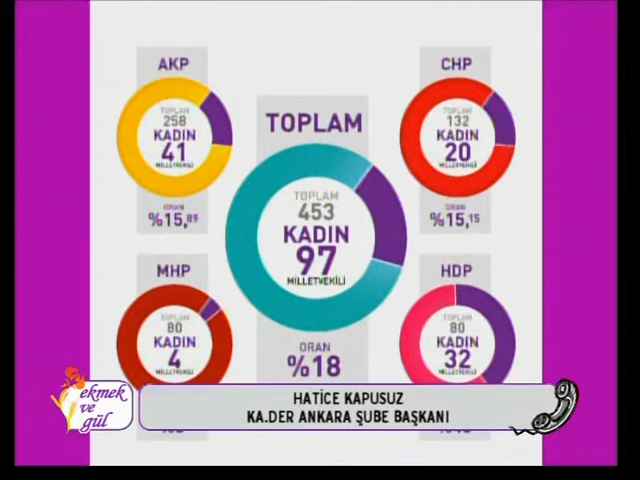 AKP
TOPLAM
258
KADIN
41
MİLLETVEKİLİ
ORAN
%15,89
TOPLAM
TOPLAM
453
KADIN
97
MİLLETVEKİLİ
ORAN
%18
CHP
TOPLAM
132
KADIN
20
MİLLETVEKİLİ
ORAN
%15,15
MHP
TOPLAM
80
KADIN
4
MİLLETVEKİLİ
HDP
TOPLAM
80
KADIN
32
MİLLETVEKİLİ
ekmek
ve
gül
HATİCE KAPUSUZ
KA.DER ANKARA ŞUBE BAŞKANI